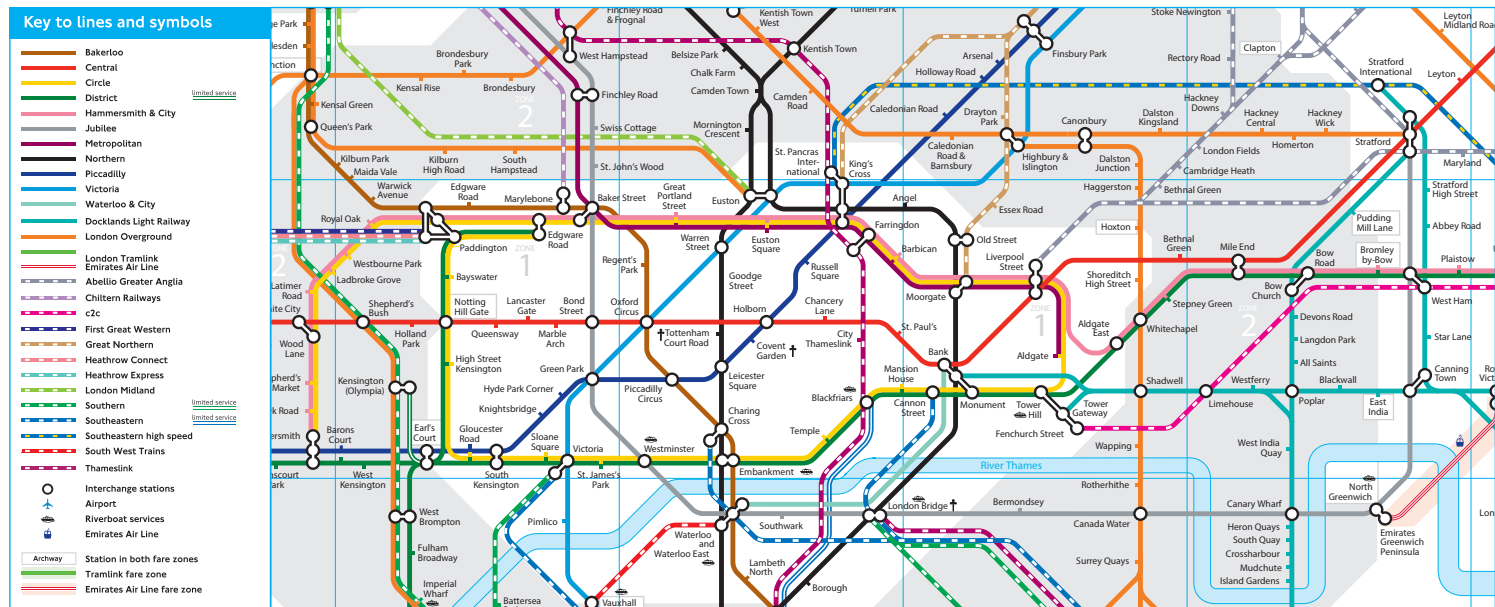 Key to lines and symbols
Bakerloo
Central
Circle
District
limited service
Hammersmith & City
Jubilee
Metropolitan
Northern
Piccadilly
Victoria
Waterloo & City
Docklands Light Railway
London Overground
London Tramlink
Emirates Air Line
Abellio Greater Anglia
Chiltern Railways
c2c
First Great Western
Great Northern
Heathrow Connect
Heathrow Express
London Midland
Southern
limited service
Southeastern
limited service
Southeastern high speed
South West Trains
Thameslink
Interchange stations
Airport
Riverboat services
Emirates Air Line
Archway
Station in both fare zones
Tramlink fare zone
Emirates Air Line fare zone
Finchley Road
& Frognal
West Hampstead
Brondesbury
Park
Kensal Rise
Brondesbury
Finchley Road
Kensal Green
Queen's Park
Kilburn Park
Maida Vale
Warwick
Avenue
Kilburn
High Road
South
Hampstead
Swiss Cottage
St. John's Wood
ZONE
2
Kentish Town
West
Belsize Park
Chalk Farm
Camden Town
Kentish Town
Camden
Road
Mornington
Crescent
St. Pancras
Inter-
national
King's
Cross
Caledonian Road
Holloway Road
Arsenal
Finsbury Park
Drayton
Park
Caledonian
Road &
Barnsbury
Highbury &
Islington
Canonbury
Dalston
Kingsland
Hackney
Downs
Hackney
Central
Hackney
Wick
Homerton
London Fields
Cambridge Heath
Bethnal Green
Stoke Newington
Rectory Road
Clapton
Stratford
International
Leyton
Leyton
Midland Road
Stratford
Maryland
Stratford
High Street
Abbey Road
Plaistow
West Ham
Star Lane
Canning
Town
Dalston
Junction
Haggerston
Hoxton
Shoreditch
High Street
Whitechapel
Essex Road
Old Street
Angel
Euston
Royal Oak
Edgware
Road
Marylebone
Baker Street
Great
Portland
Street
Paddington
Edgware
Road
ZONE
1
Westbourne Park
Ladbroke Grove
Latimer
Road
Shepherd's
Bush
Wood
Lane
Holland
Park
Bayswater
Notting
Hill Gate
Lancaster
Gate
Bond
Street
Oxford
Circus
Queensway
Marble
Arch
Regent's
Park
Warren
Street
Euston
Square
Goodge
Street
Russell
Square
Holborn
Chancery
Lane
Tottenham
Court Road
Covent
Garden
City
Thameslink
St. Paul's
Farringdon
Barbican
Moorgate
Liverpool
Street
ZONE
1
Aldgate
East
Aldgate
Bethnal
Green
Mile End
Stepney Green
Bow
Road
Bow
Church
Pudding
Mill Lane
Bromley
by-Bow
ZONE
2
Devons Road
Langdon Park
All Saints
Poplar
Blackwall
East
India
Westferry
Limehouse
Shadwell
Bank
Monument
Mansion
House
Cannon
Street
Tower
Hill
Tower
Gateway
Fenchurch Street
Blackfriars
Temple
Leicester
Square
Piccadilly
Circus
Charing
Cross
Embankment
Green Park
Hyde Park Corner
Knightsbridge
High Street
Kensington
Kensington
(Olympia)
Earl's
Court
Barons
Court
Gloucester
Road
Sloane
Square
Victoria
St. James's
Park
Westminster
South
Kensington
West
Kensington
West
Brompton
Fulham
Broadway
Imperial
Wharf
Pimlico
Vauxhall
Waterloo
and
Waterloo East
Southwark
Lambeth
North
Borough
London Bridge
Bermondsey
River Thames
Wapping
Rotherhithe
Canada Water
Surrey Quays
West India
Quay
Canary Wharf
Heron Quays
South Quay
Crossharbour
Mudchute
Island Gardens
North
Greenwich
Emirates
Greenwich
Peninsula